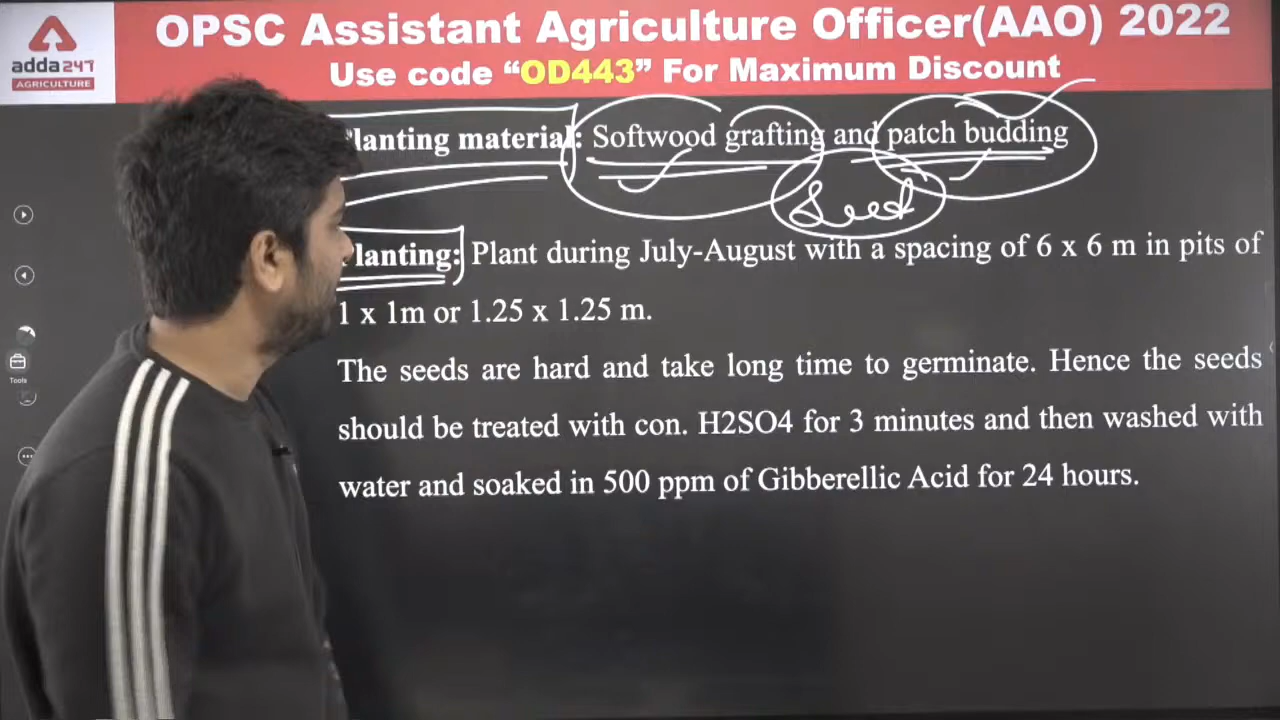 OPSC Assistant Agriculture Officer(AAO) 2022
adda247
AGRICULTURE
Use code “OD443” For Maximum Discount
lanting material: Softwood grafting and patch budding
Seed
lanting: Plant during July-August with a spacing of 6 x 6 m in pits of
1 x 1m or 1.25 x 1.25 m.
The seeds are hard and take long time to germinate. Hence the seeds
Tools
should be treated with con. H2SO4 for 3 minutes and then washed with
water and soaked in 500 ppm of Gibberellic Acid for 24 hours.